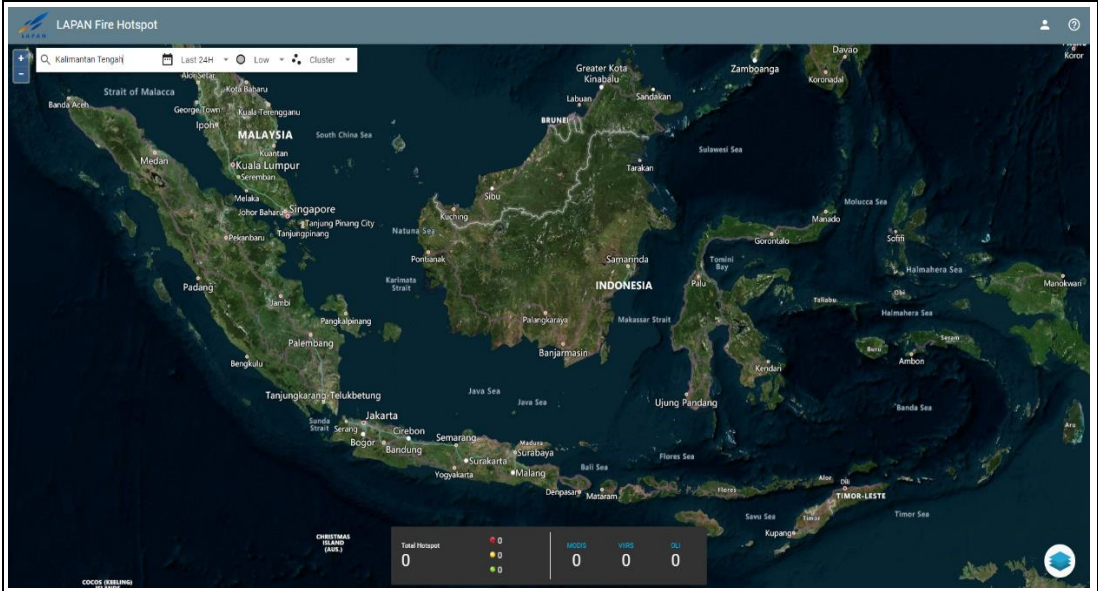 LAPAN
LAPAN Fire Hotspot
+
-
Kalimantan Tengah
Last 24H
Low
Cluster
Davao
Koror
Greater Kota
Kinabalu
Zamboanga
Koronadal
Alor Setar
Kota Baharu
Strait of Malacca
Labuan
Sandakan
Banda Aceh
George Town
Kuala Terengganu
BRUNEI
Ipoh
MALAYSIA
South China Sea
Sulawesi Sea
Medan
Kuantan
Kuala Lumpur
Seremban
Tarakan
Melaka
Sibu
Molucca Sea
Johor Baharu
Singapore
Kuching
Manado
Tanjung Pinang City
Tanjungpinang
Natuna Sea
Pekanbaru
Gorontalo
Sofifi
Pontianak
Samarinda
Tomini
Bay
Halmahera Sea
Karimata
Strait
INDONESIA
Palu
Manokwari
Padang
Obi
Jambi
Taliabu
Pangkalpinang
Palangkaraya
Makassar Strait
Halmahera Sea
Palembang
Seram
Banjarmasin
Buru
Ambon
Bengkulu
Kendari
Java Sea
Tanjungkarang-Telukbetung
Java Sea
Ujung Pandang
Banda Sea
Jakarta
Sunda
Strait
Serang
Cirebon
Aru
Bogor
Semarang
Madura
Bandung
Surabaya
Surakarta
Flores Sea
Yogyakarta
Malang
Bali Sea
Denpasar
Mataram
Flores
Alor
Dili
TIMOR-LESTE
Savu Sea
Timor
Timor Sea
Kupang
CHRISTMAS
ISLAND
(AUS.)
Total Hotspot
0
0
0
0
MODIS
0
VIIRS
0
OLI
0
COCOS (KEELING)
ISLANDS